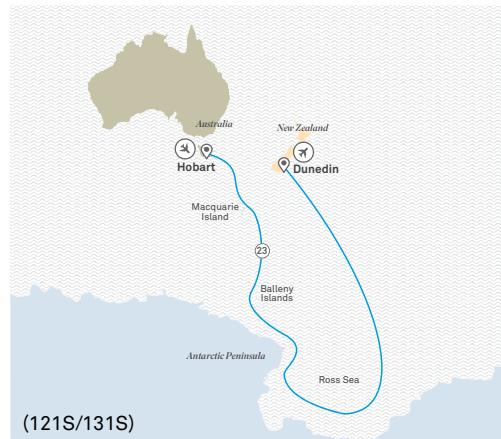 Australia
New Zealand
Hobart
Dunedin
Macquarie
Island
23
Balleny
Islands
Antarctic Peninsula
Ross Sea
(121S/131S)